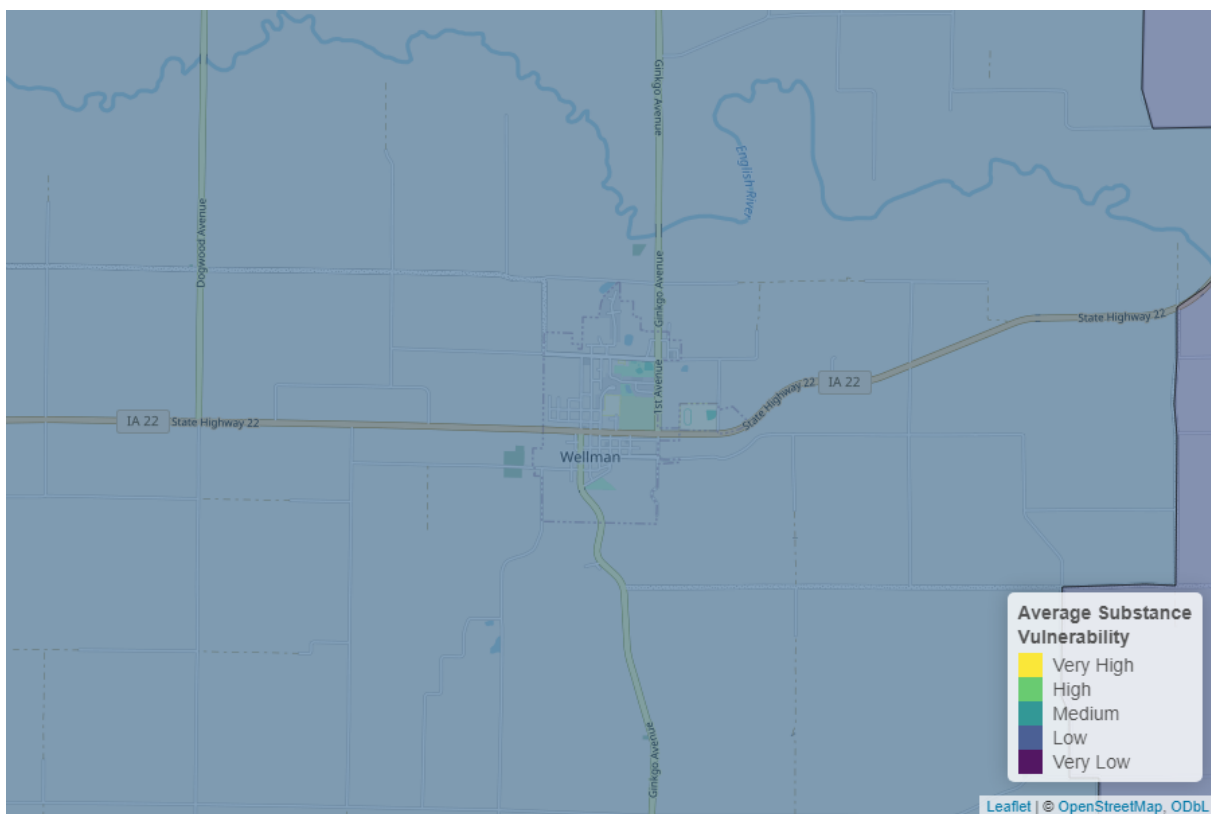 Ginkgo Avenue
English River
Dogwood Avenue
Ginkgo Avenue
State Highway 22
1st Avenue
IA 22
State Highway 22
IA 22
State Highway 22
Wellman
Ginkgo Avenue
Average Substance
Vulnerability
Very High
High
Medium
Low
Very Low
Leaflet | © OpenStreetMap, ODbL